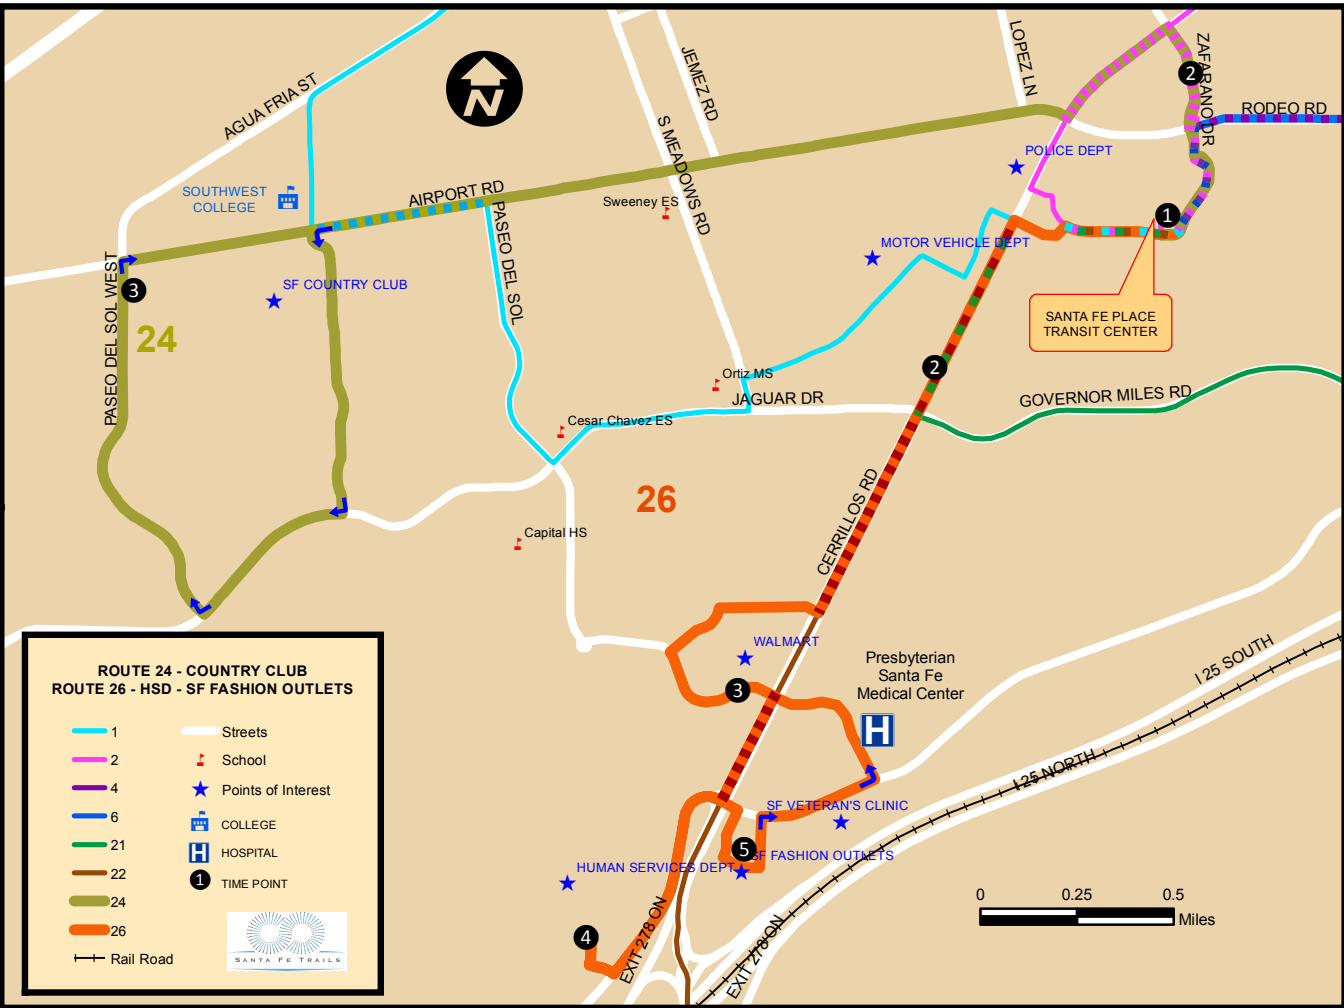 LOPEZ LN
ZAFARANO DR
JEMEZ RD
AGUA FRIA ST
N
2
RODEO RD
S MEADOWS RD
POLICE DEPT
SOUTHWEST
COLLEGE
AIRPORT RD
Sweeney ES
1
PASEO DEL SOL
MOTOR VEHICLE DEPT
PASEO DEL SOL WEST
3
SF COUNTRY CLUB
24
SANTA FE PLACE
TRANSIT CENTER
2
Ortiz MS
JAGUAR DR
GOVERNOR MILES RD
Cesar Chavez ES
26
CERRILLOS RD
Capital HS
WALMART
Presbyterian
Santa Fe
Medical Center
3
H
I 25 SOUTH
I 25 NORTH
SF VETERAN'S CLINIC
5
SF FASHION OUTLETS
HUMAN SERVICES DEPT
4
EXIT 278 ON
EXIT 278 ON
0 0.25 0.5
Miles
ROUTE 24 - COUNTRY CLUB
ROUTE 26 - HSD - SF FASHION OUTLETS
1 Streets
2 School
4 Points of Interest
6 COLLEGE
21 H HOSPITAL
22 1 TIME POINT
24
26
Rail Road
SANTA FE TRAILS